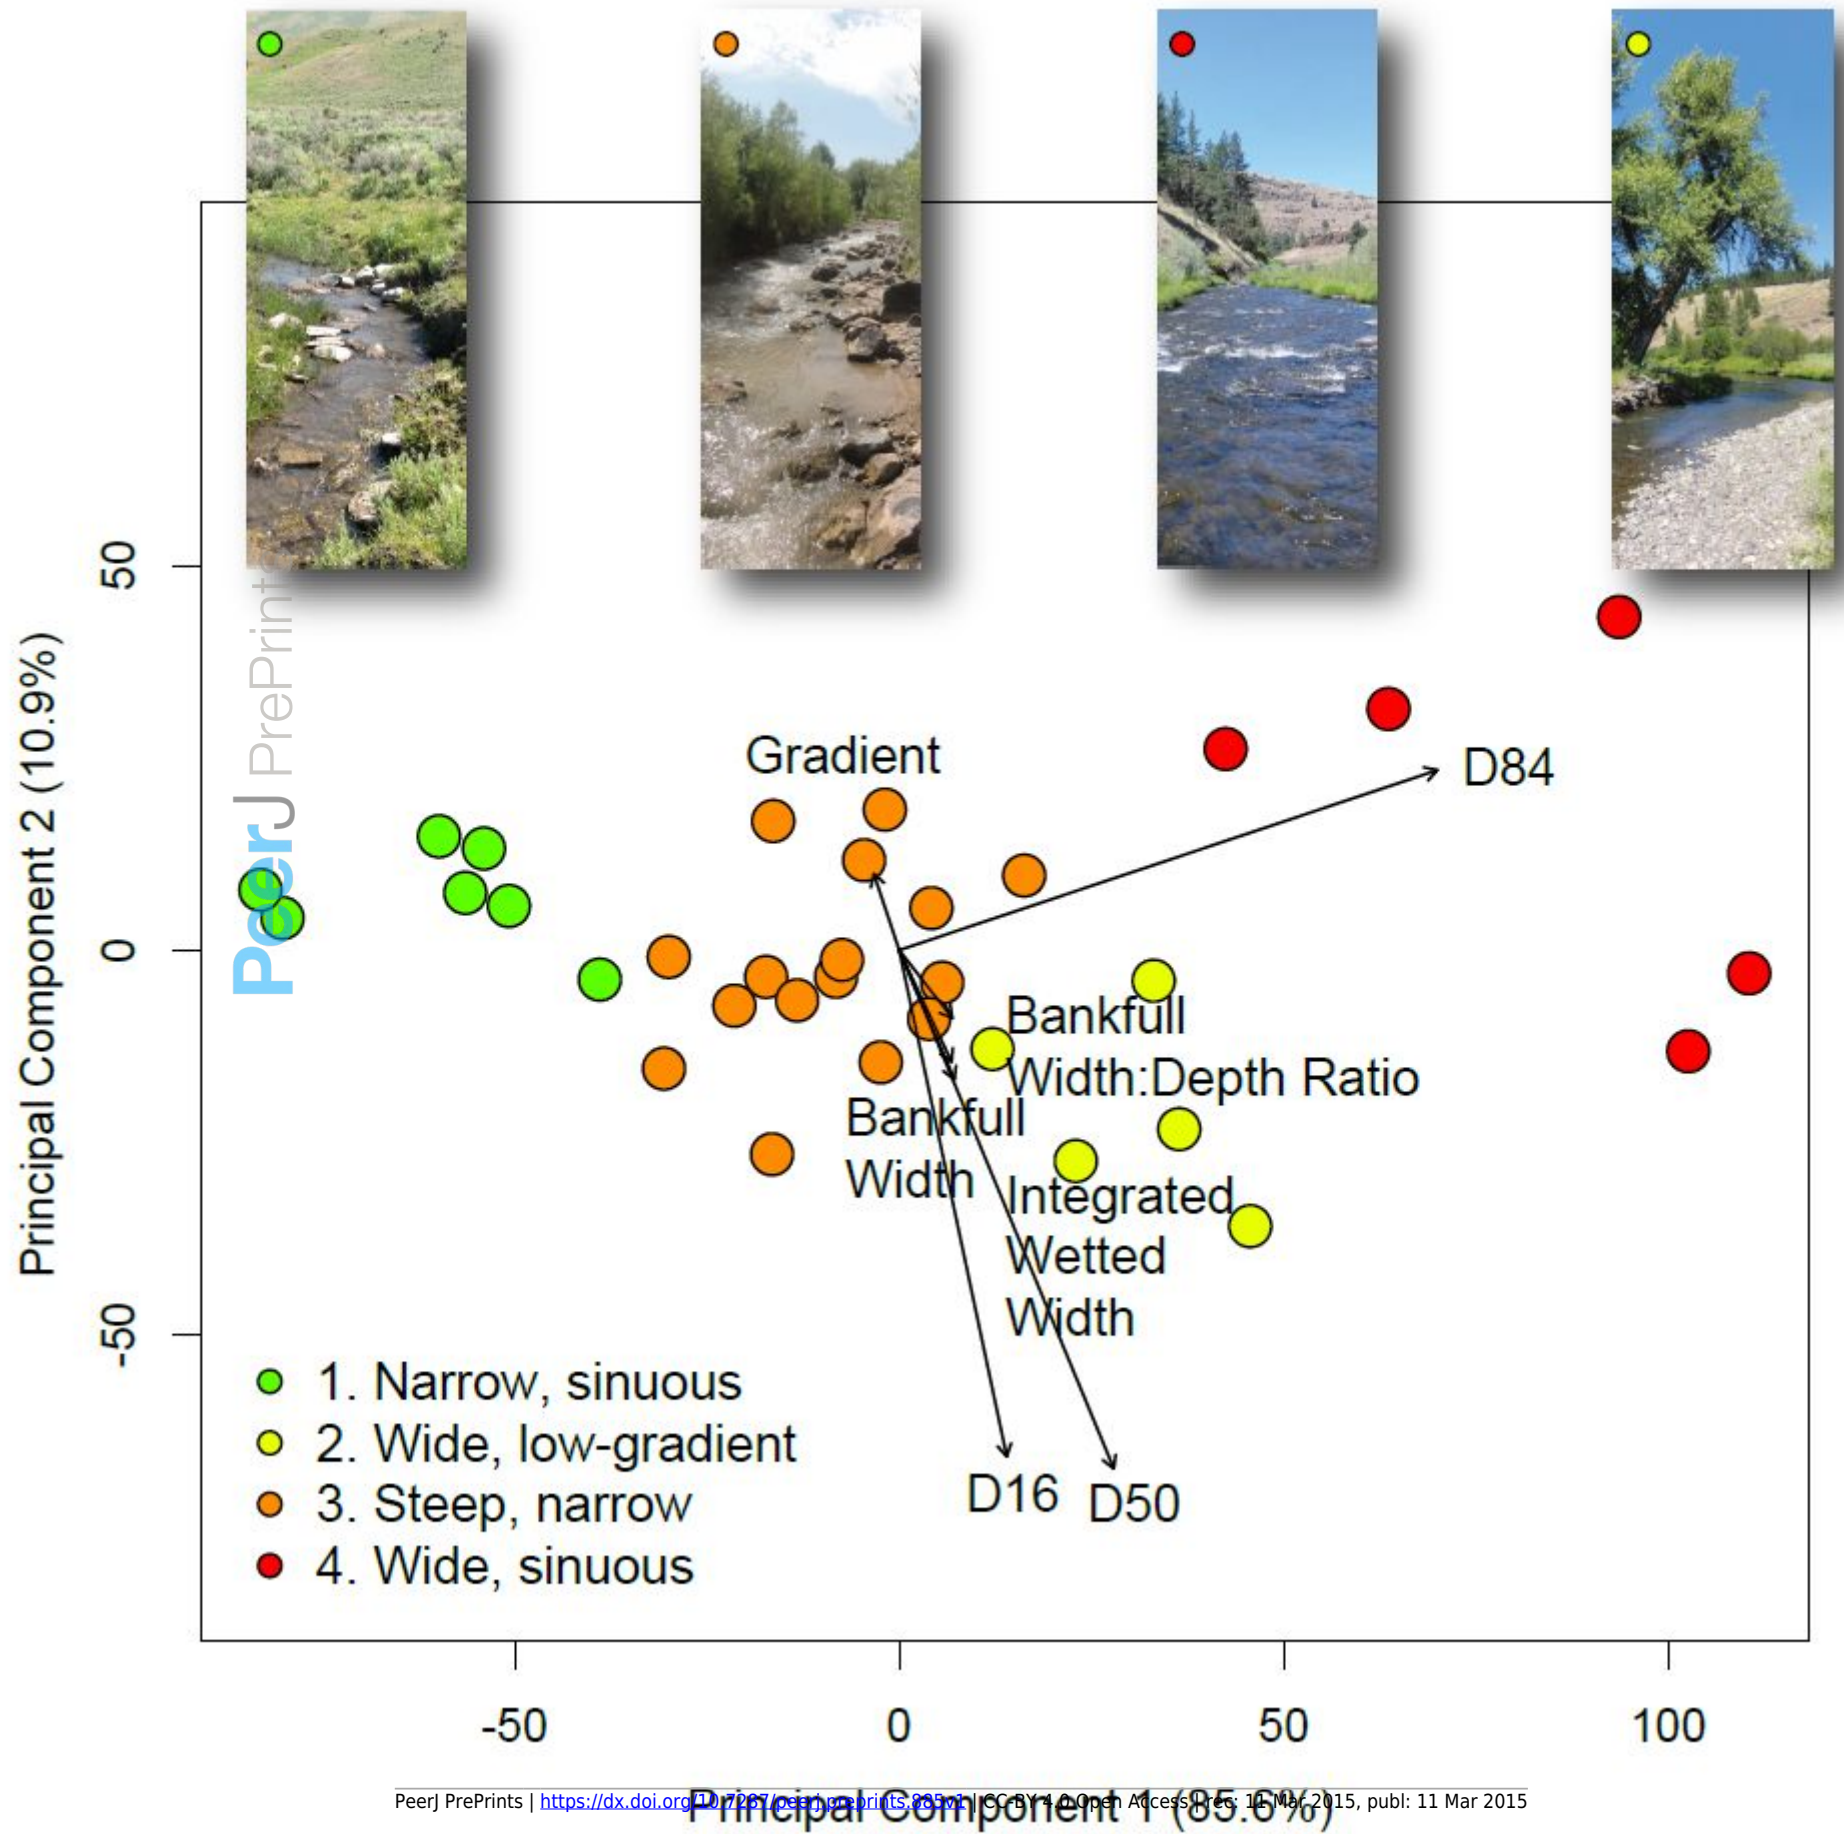 50
0
-50
Principal Component 2 (10.9%)
PeerJ PrePrint
Gradient
D84
Bankfull
Width:Depth Ratio
Bankfull
Width
Integrated
Wetted
Width
D16
D50
1. Narrow, sinuous
2. Wide, low-gradient
3. Steep, narrow
4. Wide, sinuous
-50
0
50
100
Principal Component 1 (85.6%)
PeerJ PrePrints | https://dx.doi.org/10.7287/peerj.preprints.885v1 | CC-BY 4.0 Open Access | rec: 11 Mar 2015, publ: 11 Mar 2015